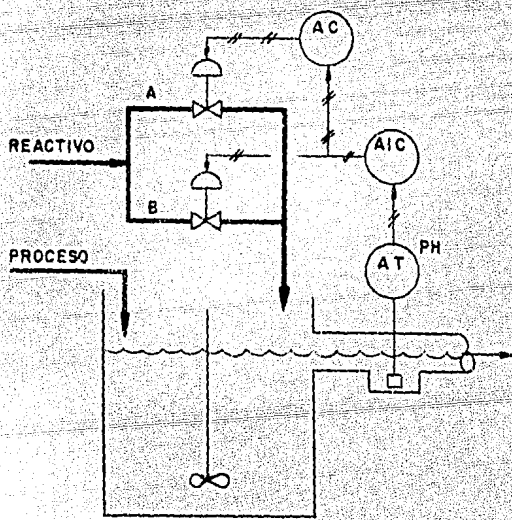 AC
A
REACTIVO
AIC
B
PROCESO
PH
AT